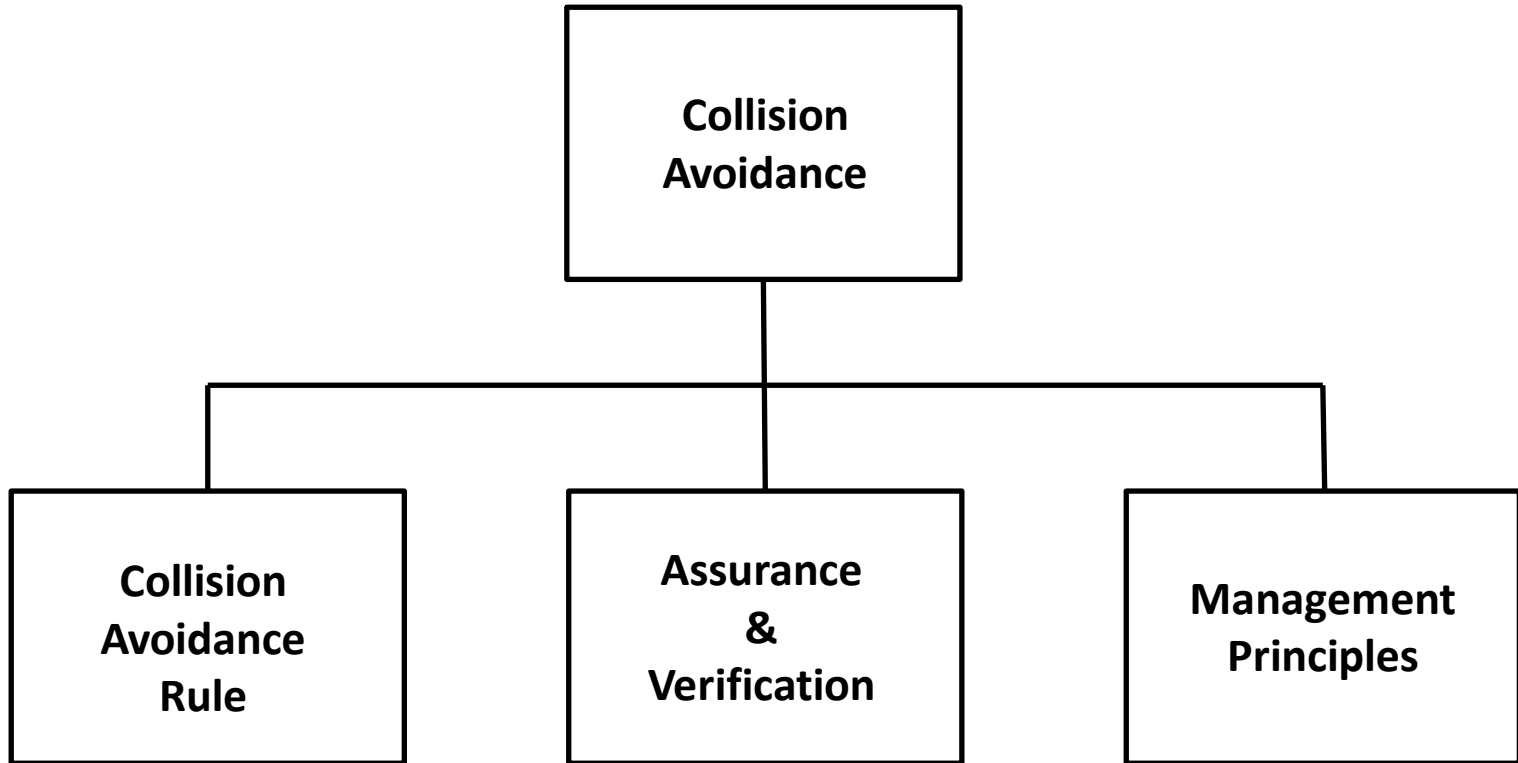 Collision
Avoidance
Collision
Avoidance
Rule
Assurance
&
Verification
Management
Principles